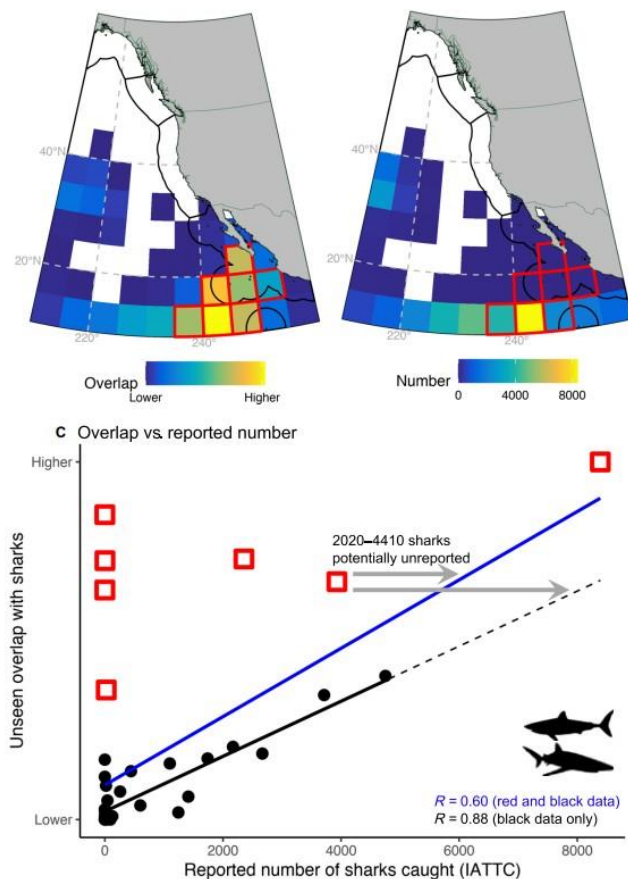 40°N
20°N
220°
240°
Overlap
Lower
Higher
40°N
20°N
220°
240°
Number
0
4000
8000
C Overlap vs. reported number
Higher
2020–4410 sharks
potentially unreported
Unseen overlap with sharks
R = 0.60 (red and black data)
R = 0.88 (black data only)
Lower
0
2000
4000
6000
8000
Reported number of sharks caught (IATTC)